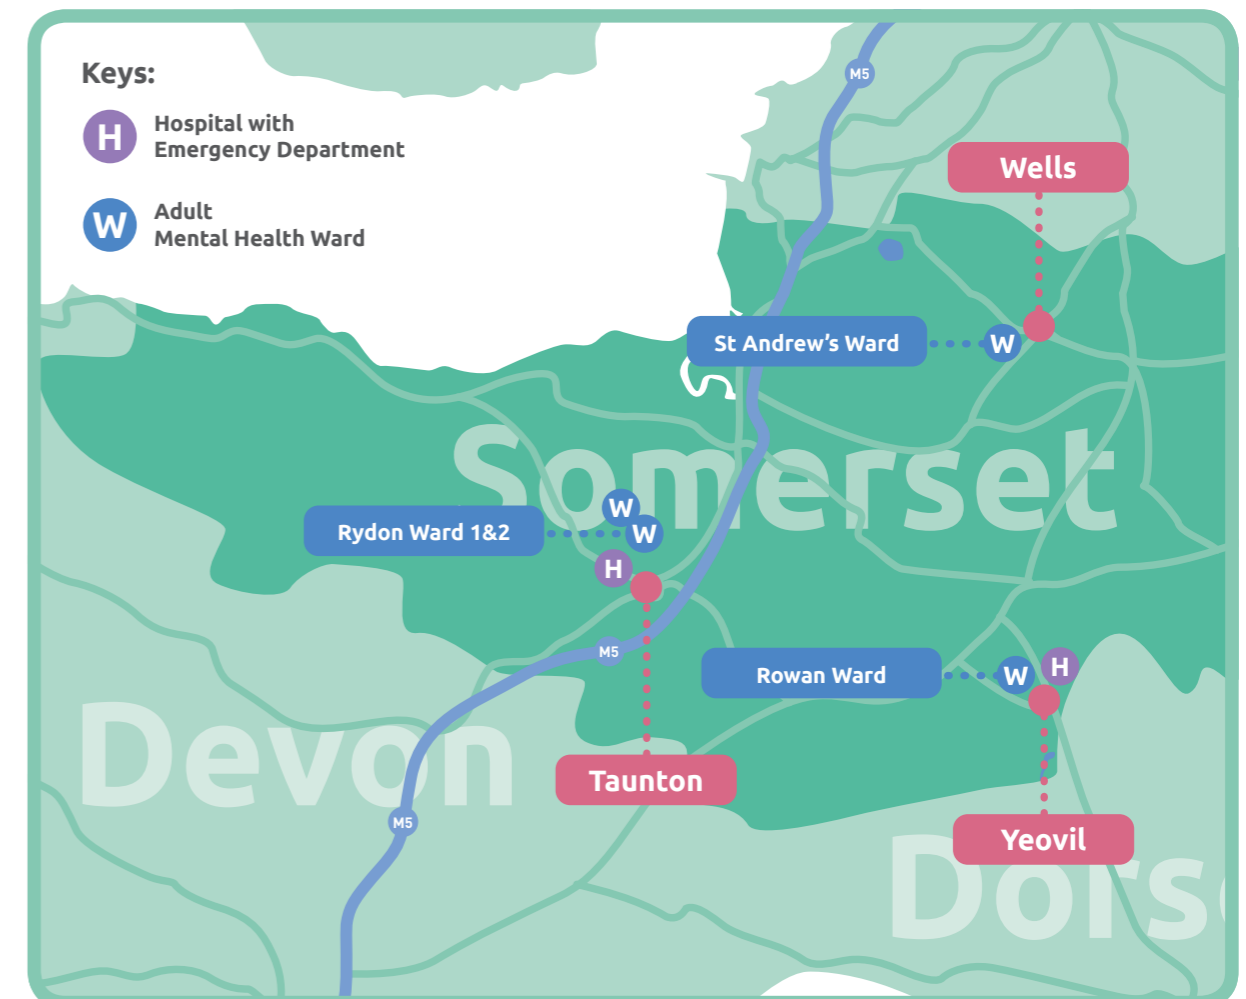 Keys:
H
Hospital with
Emergency Department
W
Adult
Mental Health Ward
M5
Wells
St Andrew's Ward
W
Somerset
W
Rydon Ward 1&2
W
H
M5
Rowan Ward
W
H
Devon
Taunton
M5
Yeovil
Dorse